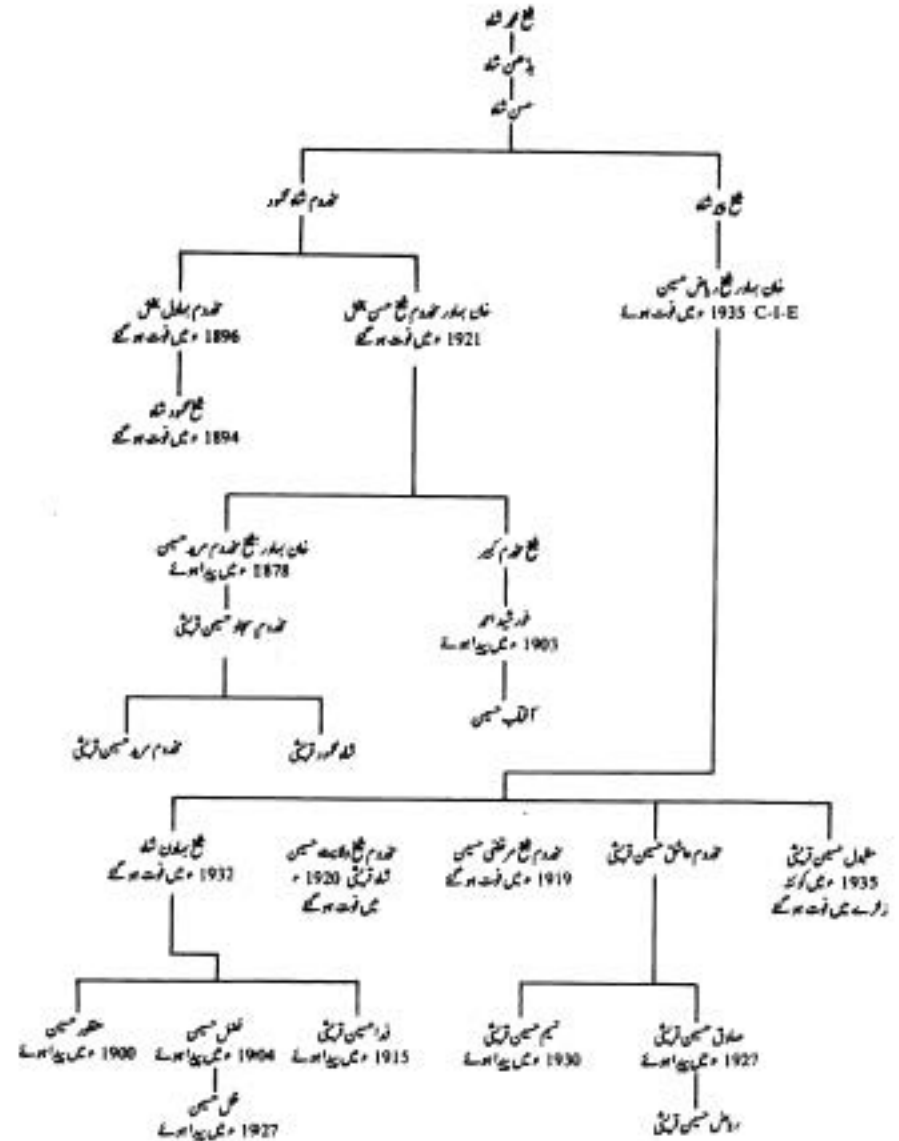 شیخ محمد شاہ
بڈھن شاہ
حسن شاہ
مخدوم شاہ محمود
شیخ پیر شاہ
مخدوم بہاول بخش
1896 ء میں فوت ہو گئے
خان بہادر مخدوم شیخ حسن بخش
1921 ء میں فوت ہو گئے
خان بہادر شیخ ریاض حسین
C-I-E 1935 ء میں فوت ہوئے
شیخ محمود شاہ
1894 ء میں فوت ہو گئے
خان بہادر شیخ مخدوم مرید حسین
1878 ء میں پیدا ہوئے
شیخ کبیر
مخدوم سجاد حسین قریشی
خورشید احمد
1903 ء میں پیدا ہوئے
آفتاب حسین
مخدوم مرید حسین قریشی
شاہ محمود قریشی
شیخ بہاون شاہ
1932 ء میں فوت ہو گئے
مخدوم شیخ ولایت حسین
شاہ قریشی 1920 ء
میں فوت ہو گئے
مخدوم شیخ مرتضیٰ حسین
1919 ء میں فوت ہو گئے
مخدوم عاشق حسین قریشی
مقبول حسین قریشی
1935 ء میں کوئٹہ
زلزلے میں فوت ہو گئے
منظور حسین
1900 ء میں پیدا ہوئے
فضل حسین
1904 ء میں پیدا ہوئے
فدا حسین قریشی
1915 ء میں پیدا ہوئے
نسیم حسین قریشی
1930 ء میں پیدا ہوئے
صادق حسین قریشی
1927 ء میں پیدا ہوئے
حسین
1927 ء میں پیدا ہوئے
ریاض حسین قریشی